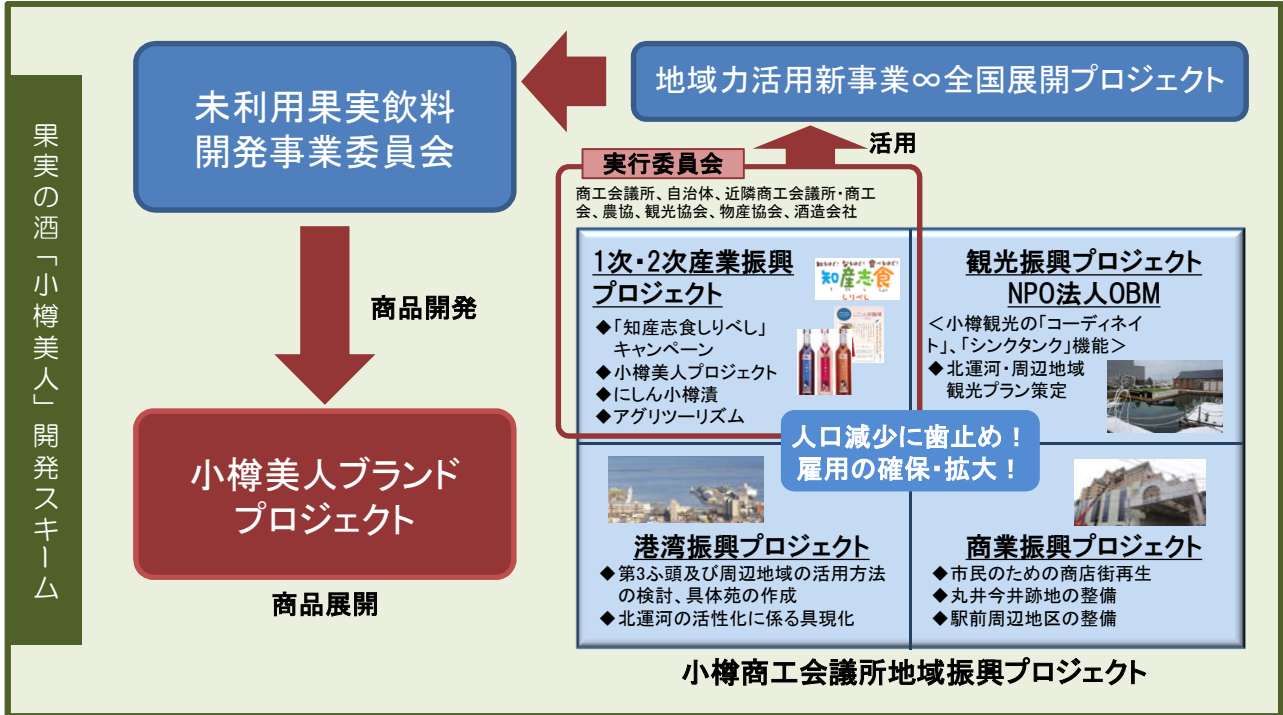 果実の酒「小樽美人」開発スキーム
未利用果実飲料
開発事業委員会
地域力活用新事業∞全国展開プロジェクト
活用
実行委員会
商工会議所、自治体、近隣商工会議所・商工
会、農協、観光協会、物産協会、酒造会社
商品開発
1次・2次産業振興
プロジェクト
知産志食
しりべし
◆「知産志食しりべし」
キャンペーン
◆小樽美人プロジェクト
◆にしん小樽漬
◆アグリツーリズム
観光振興プロジェクト
NPO法人OBM
<小樽観光の「コーディネイ
ト」、「シンクタンク」機能>
◆北運河・周辺地域
観光プラン策定
人口減少に歯止め!
雇用の確保・拡大!
小樽美人ブランド
プロジェクト
商品展開
港湾振興プロジェクト
◆第3ふ頭及び周辺地域の活用方法
の検討、具体苑の作成
◆北運河の活性化に係る具現化
商業振興プロジェクト
◆市民のための商店街再生
◆丸井今井跡地の整備
◆駅前周辺地区の整備
小樽商工会議所地域振興プロジェクト